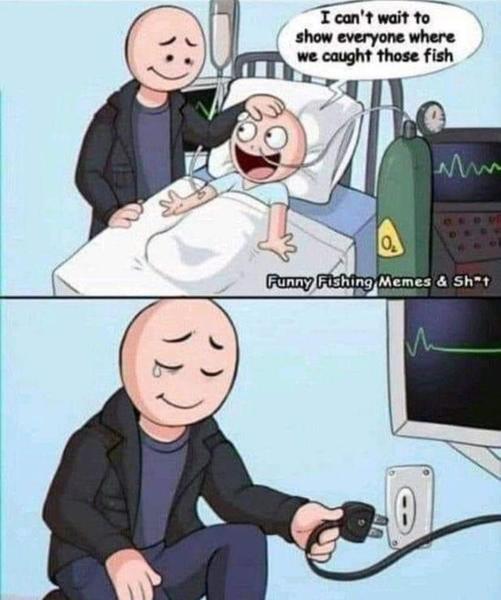 I can't wait to
show everyone where
we caught those fish
O₂
Funny Fishing Memes & Sh*t